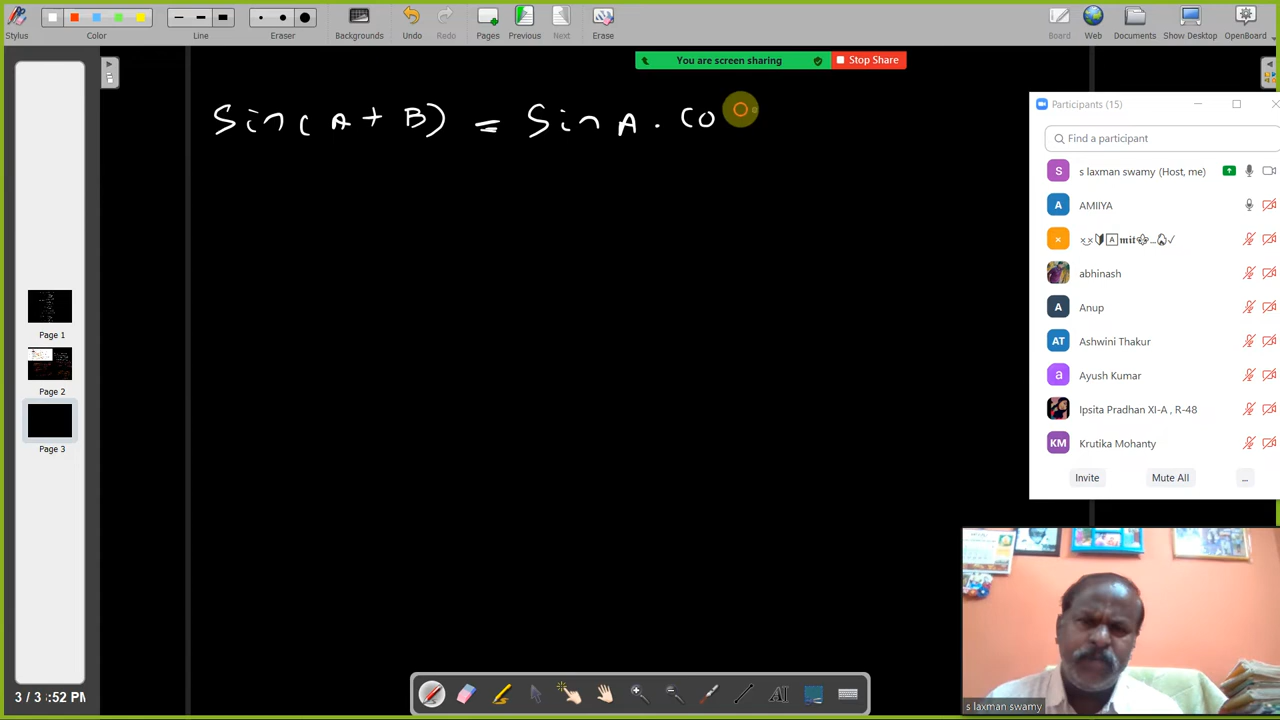 Stylus
Color
Line
Eraser
Backgrounds
Undo
Redo
Pages
Previous
Next
Erase
Board
Web
Documents
Show Desktop
OpenBoard
You are screen sharing
Stop Share
Sin(A + B) = Sin A . Co
Participants (15)
Find a participant
S s laxman swamy (Host, me)
A AMIIYA
abhinash
A Anup
AT Ashwini Thakur
a Ayush Kumar
Ipsita Pradhan XI-A , R-48
KM Krutika Mohanty
Invite
Mute All
...
Page 1
Page 2
Page 3
3 / 3
:52 PM
s laxman swamy